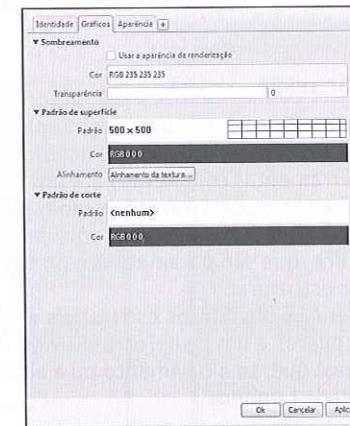 Identidade Gráficos Aparência +
▼ Sombreamento
Usar a aparência de renderização
Cor RGB 235 235 235
Transparência 0
▼ Padrão de superfície
Padrão 500 x 500
Cor RGB 0 0 0
Alinhamento Alinhamento da textura
▼ Padrão de corte
Padrão <nenhum>
Cor RGB 0 0 0
Ok Cancelar Aplic